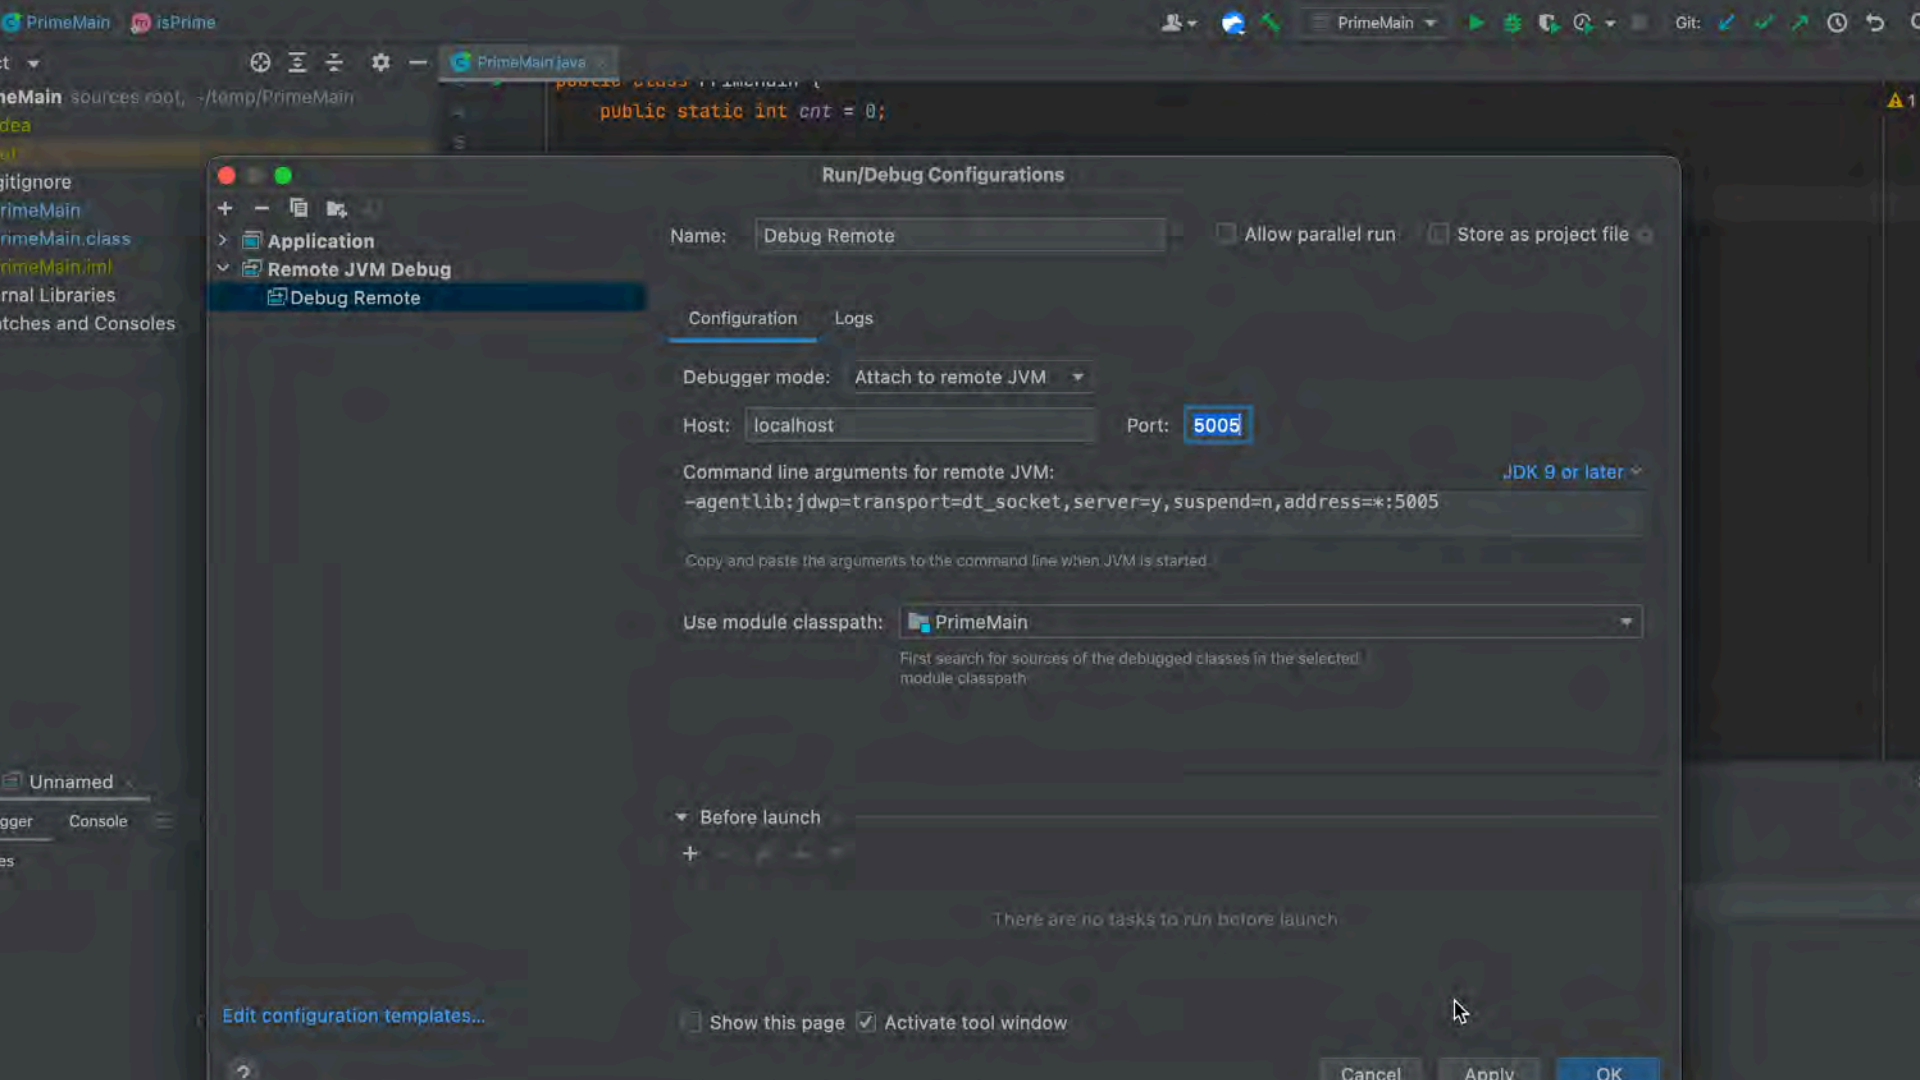 PrimeMain isPrime
PrimeMain
Git:
PrimeMain.java
neMain sources root, ~/temp/PrimeMain
public static int cnt = 0;
1
dea
5
gitignore
rimeMain
rimeMain.class
rimeMain.iml
rnal Libraries
atches and Consoles
Run/Debug Configurations
Application
Remote JVM Debug
Debug Remote
Name: Debug Remote
Allow parallel run
Store as project file
Configuration Logs
Debugger mode: Attach to remote JVM
Host: localhost Port: 5005
Command line arguments for remote JVM: JDK 9 or later
-agentlib:jdwp=transport=dt_socket,server=y,suspend=n,address=*:5005
Copy and paste the arguments to the command line when JVM is started
Use module classpath: PrimeMain
First search for sources of the debugged classes in the selected
module classpath
Before launch
There are no tasks to run before launch
Unnamed
gger Console
es
Edit configuration templates...
Show this page Activate tool window
?
Cancel Apply OK